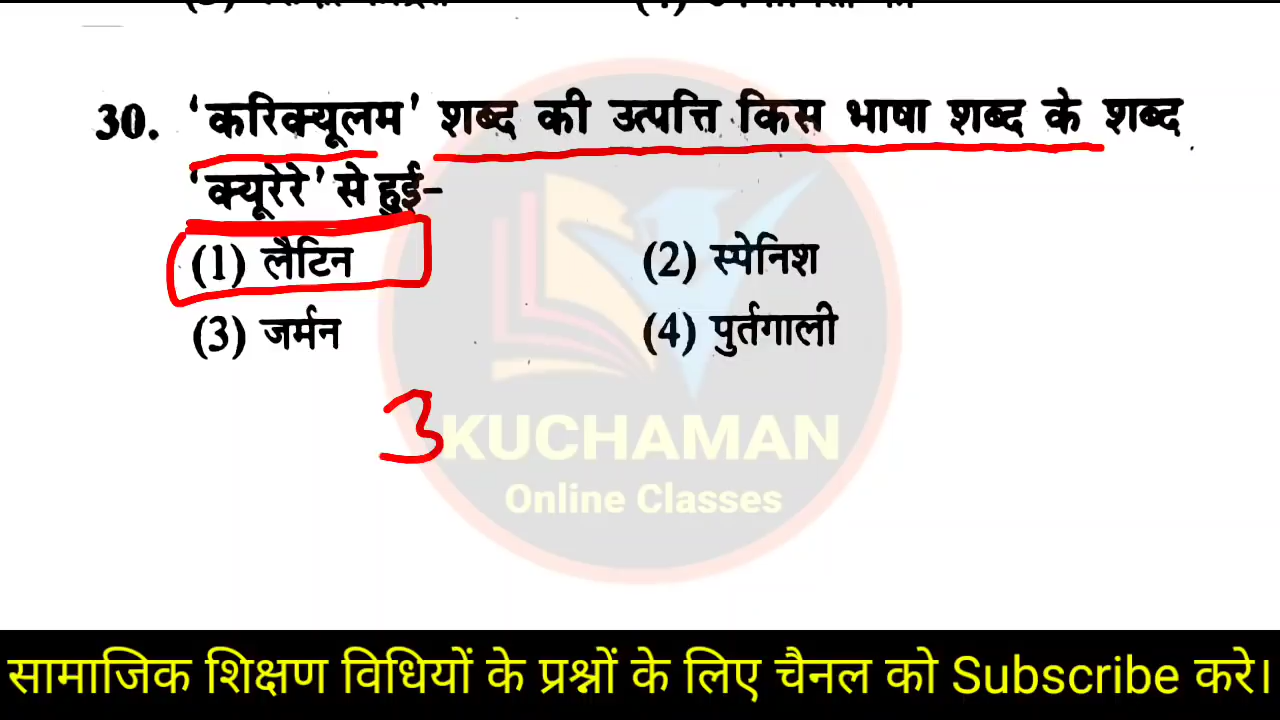 30. 'करिक्यूलम' शब्द की उत्पत्ति किस भाषा शब्द के शब्द
'क्यूरेरे' से हुई-
(1) लैटिन (2) स्पेनिश
(3) जर्मन (4) पुर्तगाली
3
KUCHAMAN
Online Classes
सामाजिक शिक्षण विधियों के प्रश्नों के लिए चैनल को Subscribe करे।